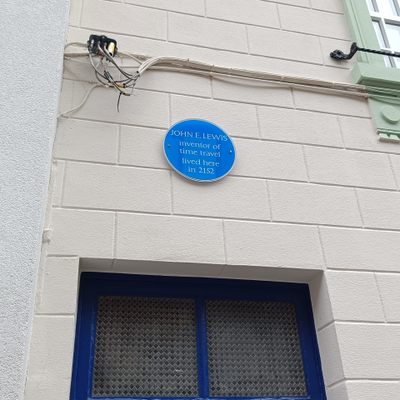 JOHN E. LEWIS
inventor of
time travel
lived here
in 2152